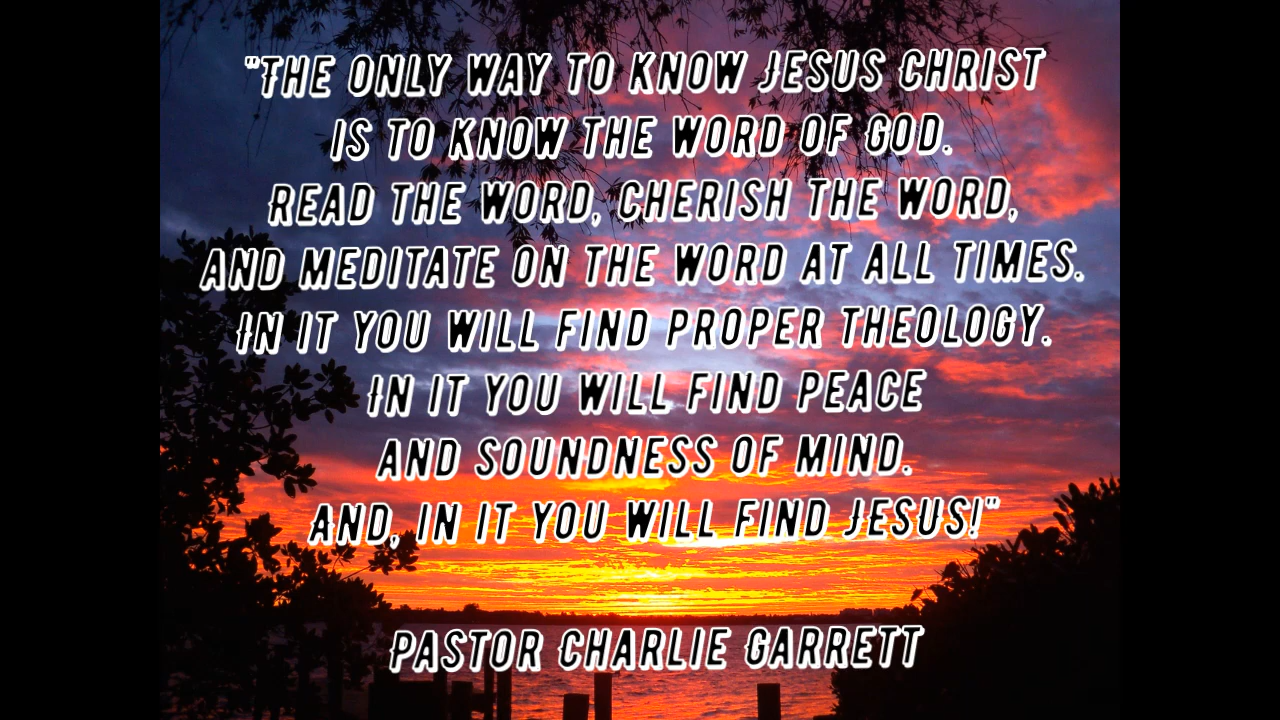 "The only way to know Jesus Christ
is to know the word of God.
Read the word, cherish the word,
and meditate on the word at all times.
In it you will find proper theology.
In it you will find peace
and soundness of mind.
And, in it you will find Jesus!"
Pastor Charlie Garrett